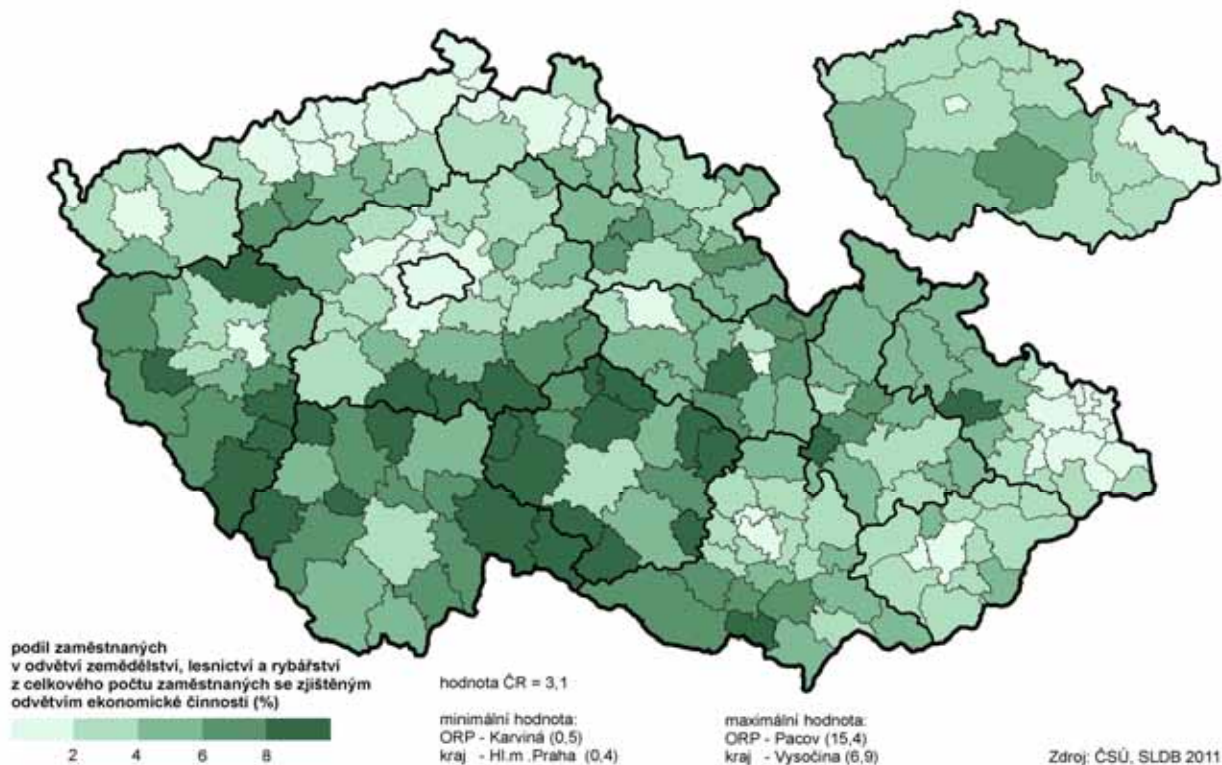 podíl zaměstnaných
v odvětví zemědělství, lesnictví a rybářství
z celkového počtu zaměstnaných se zjištěným
odvětvím ekonomické činnosti (%)
2 4 6 8
hodnota ČR = 3,1
minimální hodnota:
ORP - Karviná (0,5)
kraj - Hl.m .Praha (0,4)
maximální hodnota:
ORP - Pacov (15,4)
kraj - Vysočina (6,9)
Zdroj: ČSÚ, SLDB 2011